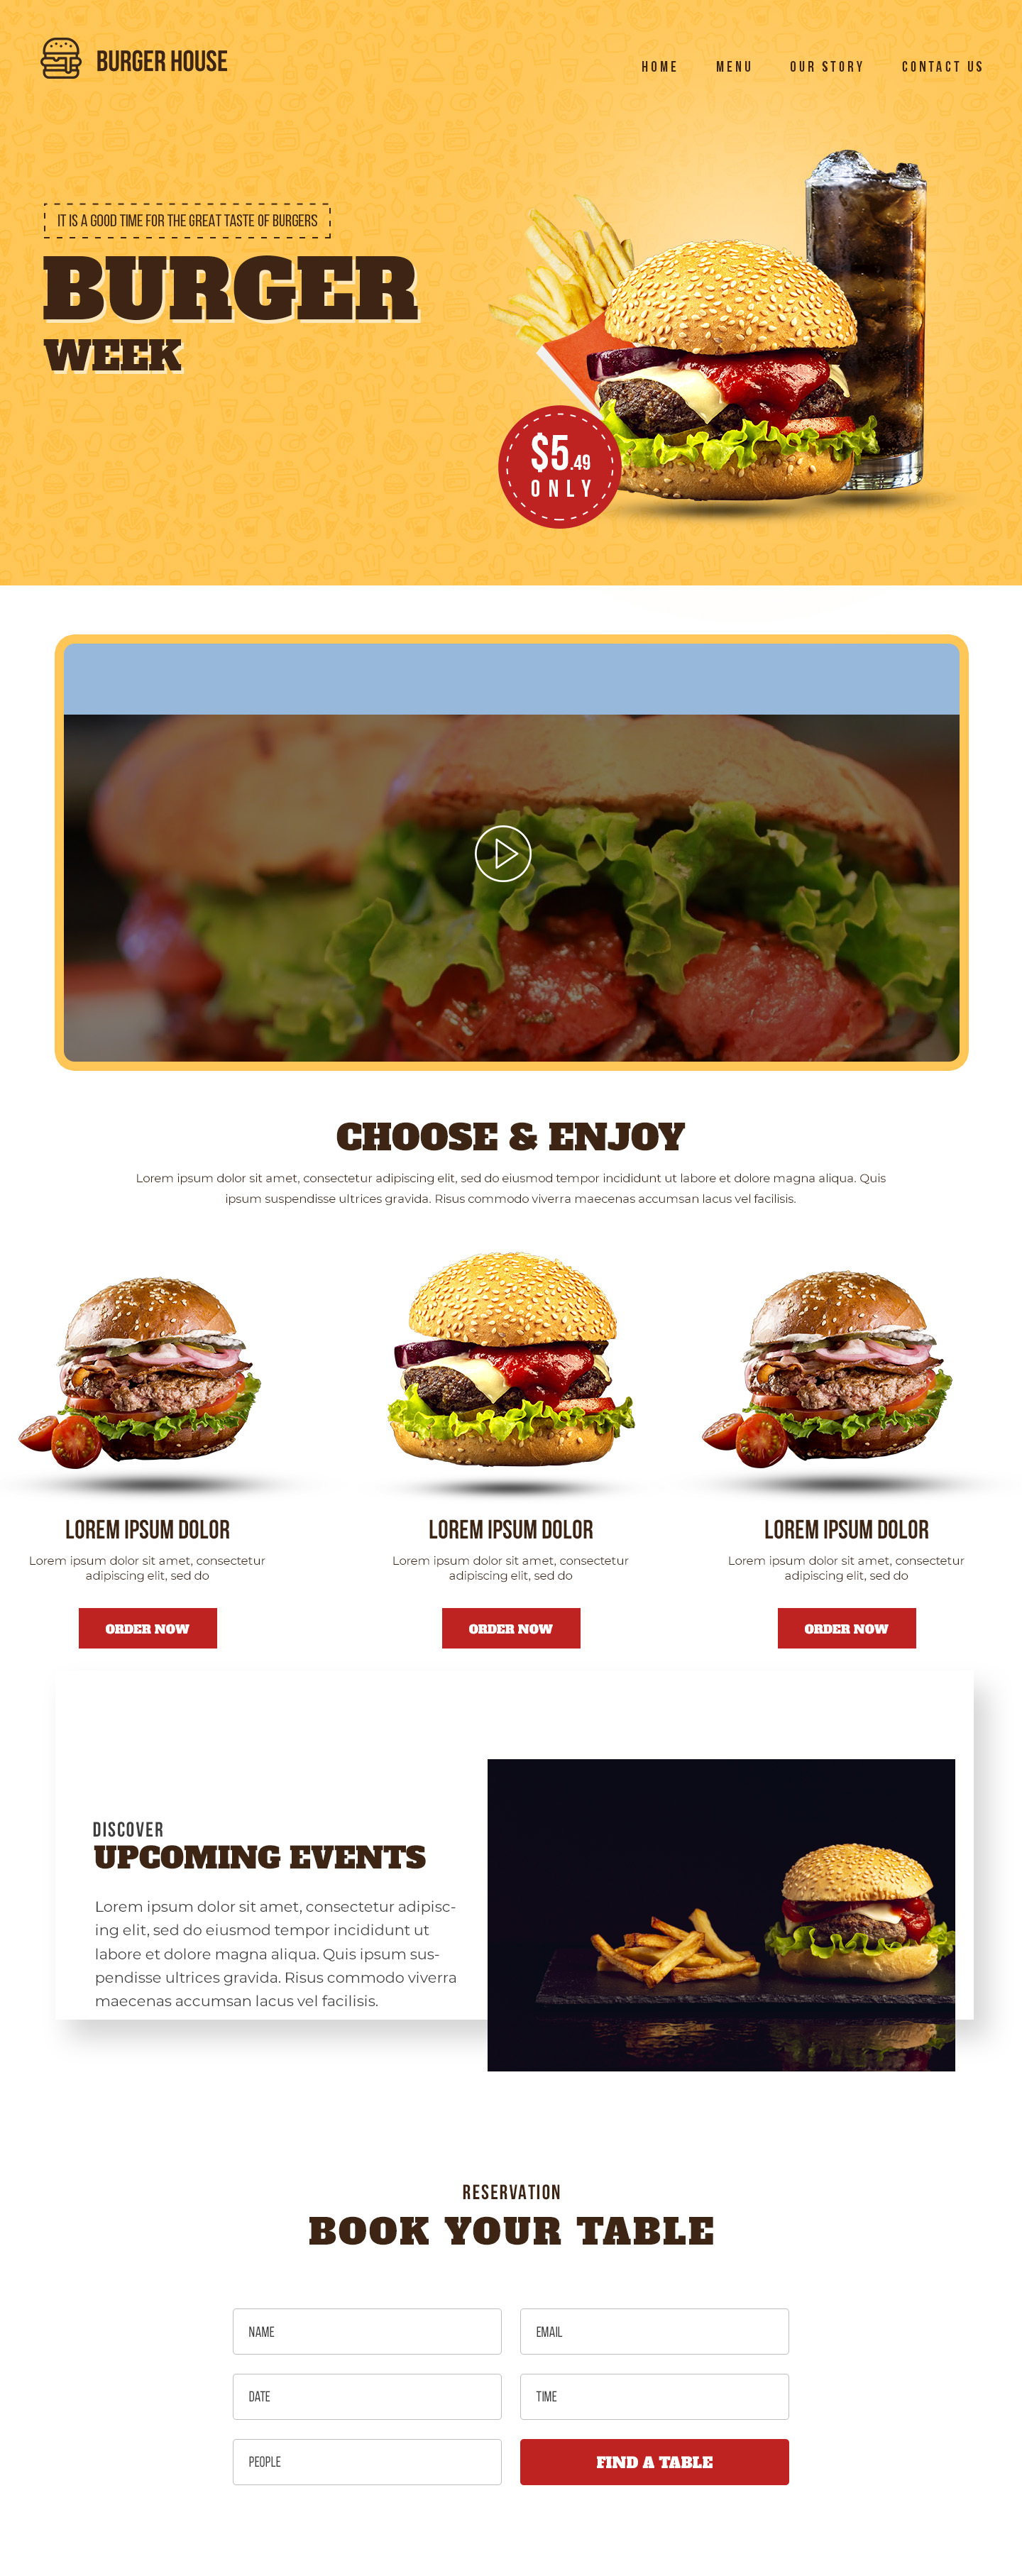 BURGER HOUSE
HOME MENU OUR STORY CONTACT US
IT IS A GOOD TIME FOR THE GREAT TASTE OF BURGERS
BURGER
WEEK
$5.49
ONLY
CHOOSE & ENJOY
Lorem ipsum dolor sit amet, consectetur adipiscing elit, sed do eiusmod tempor incididunt ut labore et dolore magna aliqua. Quis
ipsum suspendisse ultrices gravida. Risus commodo viverra maecenas accumsan lacus vel facilisis.
LOREM IPSUM DOLOR
Lorem ipsum dolor sit amet, consectetur
adipiscing elit, sed do
ORDER NOW
LOREM IPSUM DOLOR
Lorem ipsum dolor sit amet, consectetur
adipiscing elit, sed do
ORDER NOW
LOREM IPSUM DOLOR
Lorem ipsum dolor sit amet, consectetur
adipiscing elit, sed do
ORDER NOW
DISCOVER
UPCOMING EVENTS
Lorem ipsum dolor sit amet, consectetur adipisc-
ing elit, sed do eiusmod tempor incididunt ut
labore et dolore magna aliqua. Quis ipsum sus-
pendisse ultrices gravida. Risus commodo viverra
maecenas accumsan lacus vel facilisis.
RESERVATION
BOOK YOUR TABLE
NAME
EMAIL
DATE
TIME
PEOPLE
FIND A TABLE